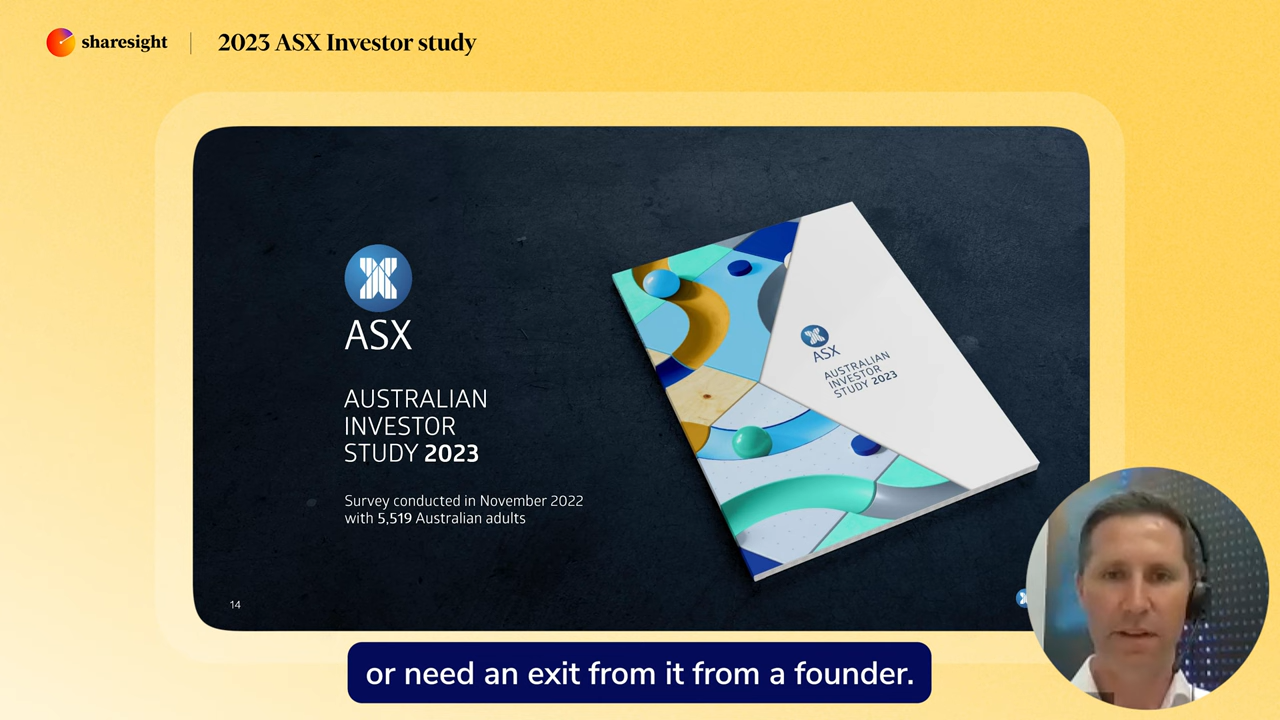 sharesight
2023 ASX Investor study
ASX
AUSTRALIAN
INVESTOR
STUDY 2023
Survey conducted in November 2022
with 5,519 Australian adults
ASX
AUSTRALIAN
INVESTOR
STUDY 2023
14
or need an exit from it from a founder.